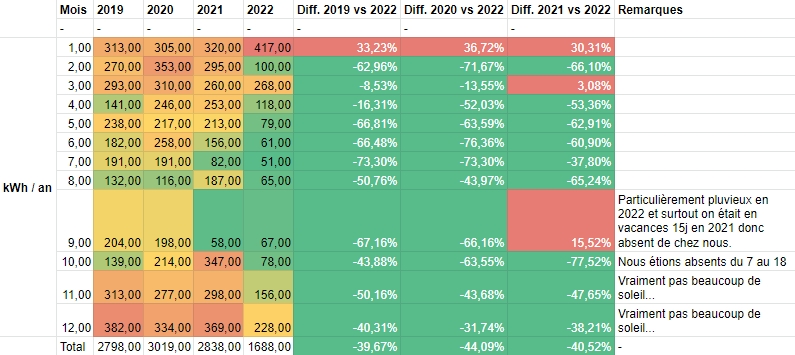 Mois 2019 2020 2021 2022 Diff. 2019 vs 2022 Diff. 2020 vs 2022 Diff. 2021 vs 2022 Remarques
- - - - - - - - -
kWh / an
1,00 313,00 305,00 320,00 417,00 33,23% 36,72% 30,31%
2,00 270,00 353,00 295,00 100,00 -62,96% -71,67% -66,10%
3,00 293,00 310,00 260,00 268,00 -8,53% -13,55% 3,08%
4,00 141,00 246,00 253,00 118,00 -16,31% -52,03% -53,36%
5,00 238,00 217,00 213,00 79,00 -66,81% -63,59% -62,91%
6,00 182,00 258,00 156,00 61,00 -66,48% -76,36% -60,90%
7,00 191,00 191,00 82,00 51,00 -73,30% -73,30% -37,80%
8,00 132,00 116,00 187,00 65,00 -50,76% -43,97% -65,24%
Particulièrement pluvieux en
2022 et surtout on était en
vacances 15j en 2021 donc
9,00 204,00 198,00 58,00 67,00 -67,16% -66,16% 15,52% absent de chez nous.
10,00 139,00 214,00 347,00 78,00 -43,88% -63,55% -77,52% Nous étions absents du 7 au 18
Vraiment pas beaucoup de
11,00 313,00 277,00 298,00 156,00 -50,16% -43,68% -47,65% soleil...
Vraiment pas beaucoup de
12,00 382,00 334,00 369,00 228,00 -40,31% -31,74% -38,21% soleil...
Total 2798,00 3019,00 2838,00 1688,00 -39,67% -44,09% -40,52% -